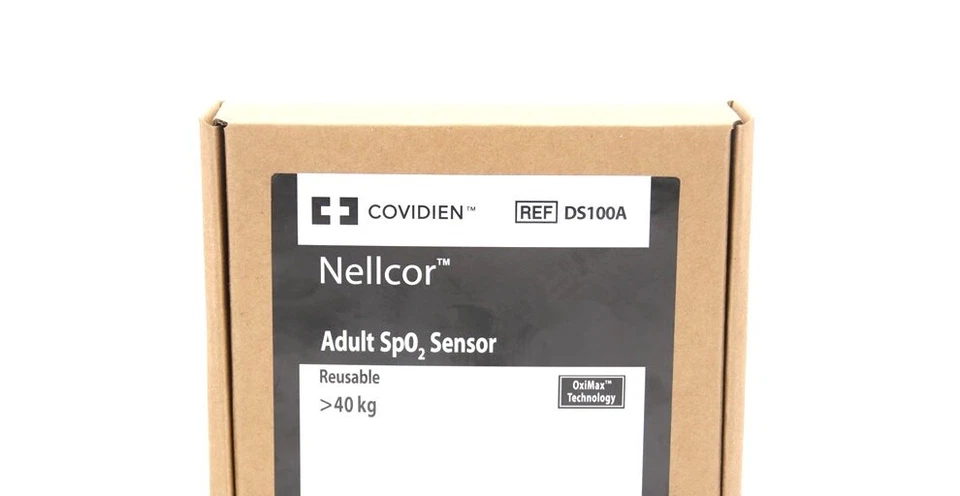 COVIDIEN™ REF DS100A
Nellcor™
Adult SpO₂ Sensor
Reusable
>40 kg
OxiMax™
Technology